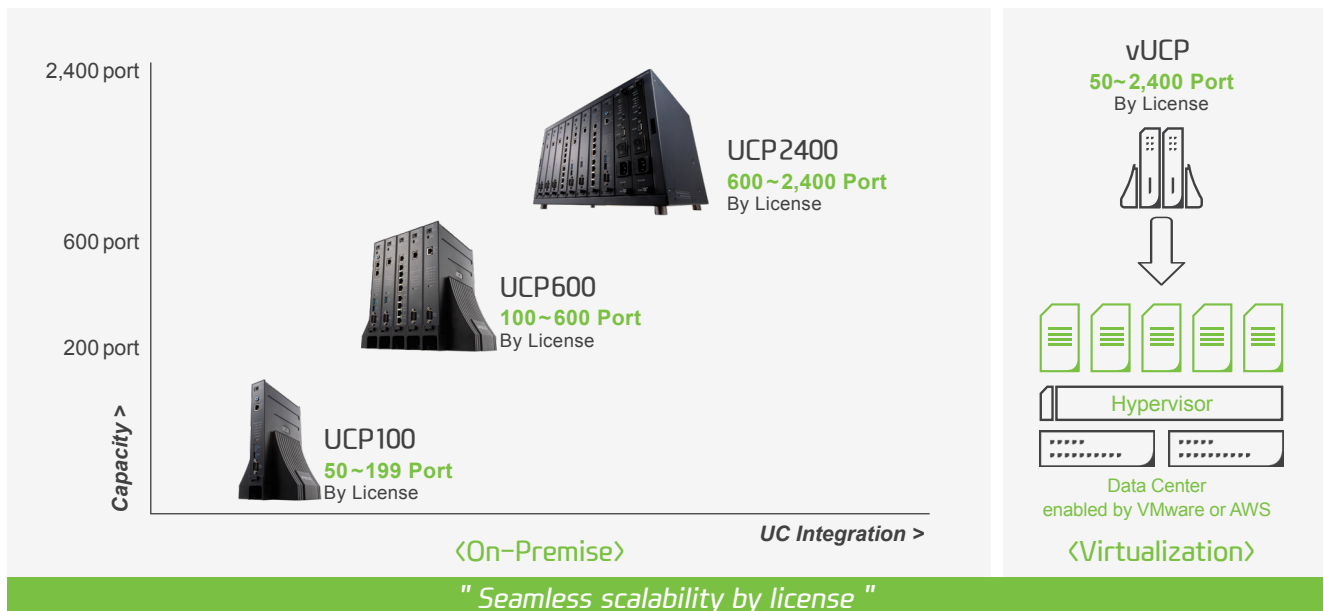 2,400 port
600 port
200 port
Capacity >
UCP2400
600~2,400 Port
By License
UCP600
100~600 Port
By License
UCP100
50~199 Port
By License
UC Integration >
<On-Premise>
vUCP
50~2,400 Port
By License
Hypervisor
Data Center
enabled by VMware or AWS
<Virtualization>
" Seamless scalability by license "